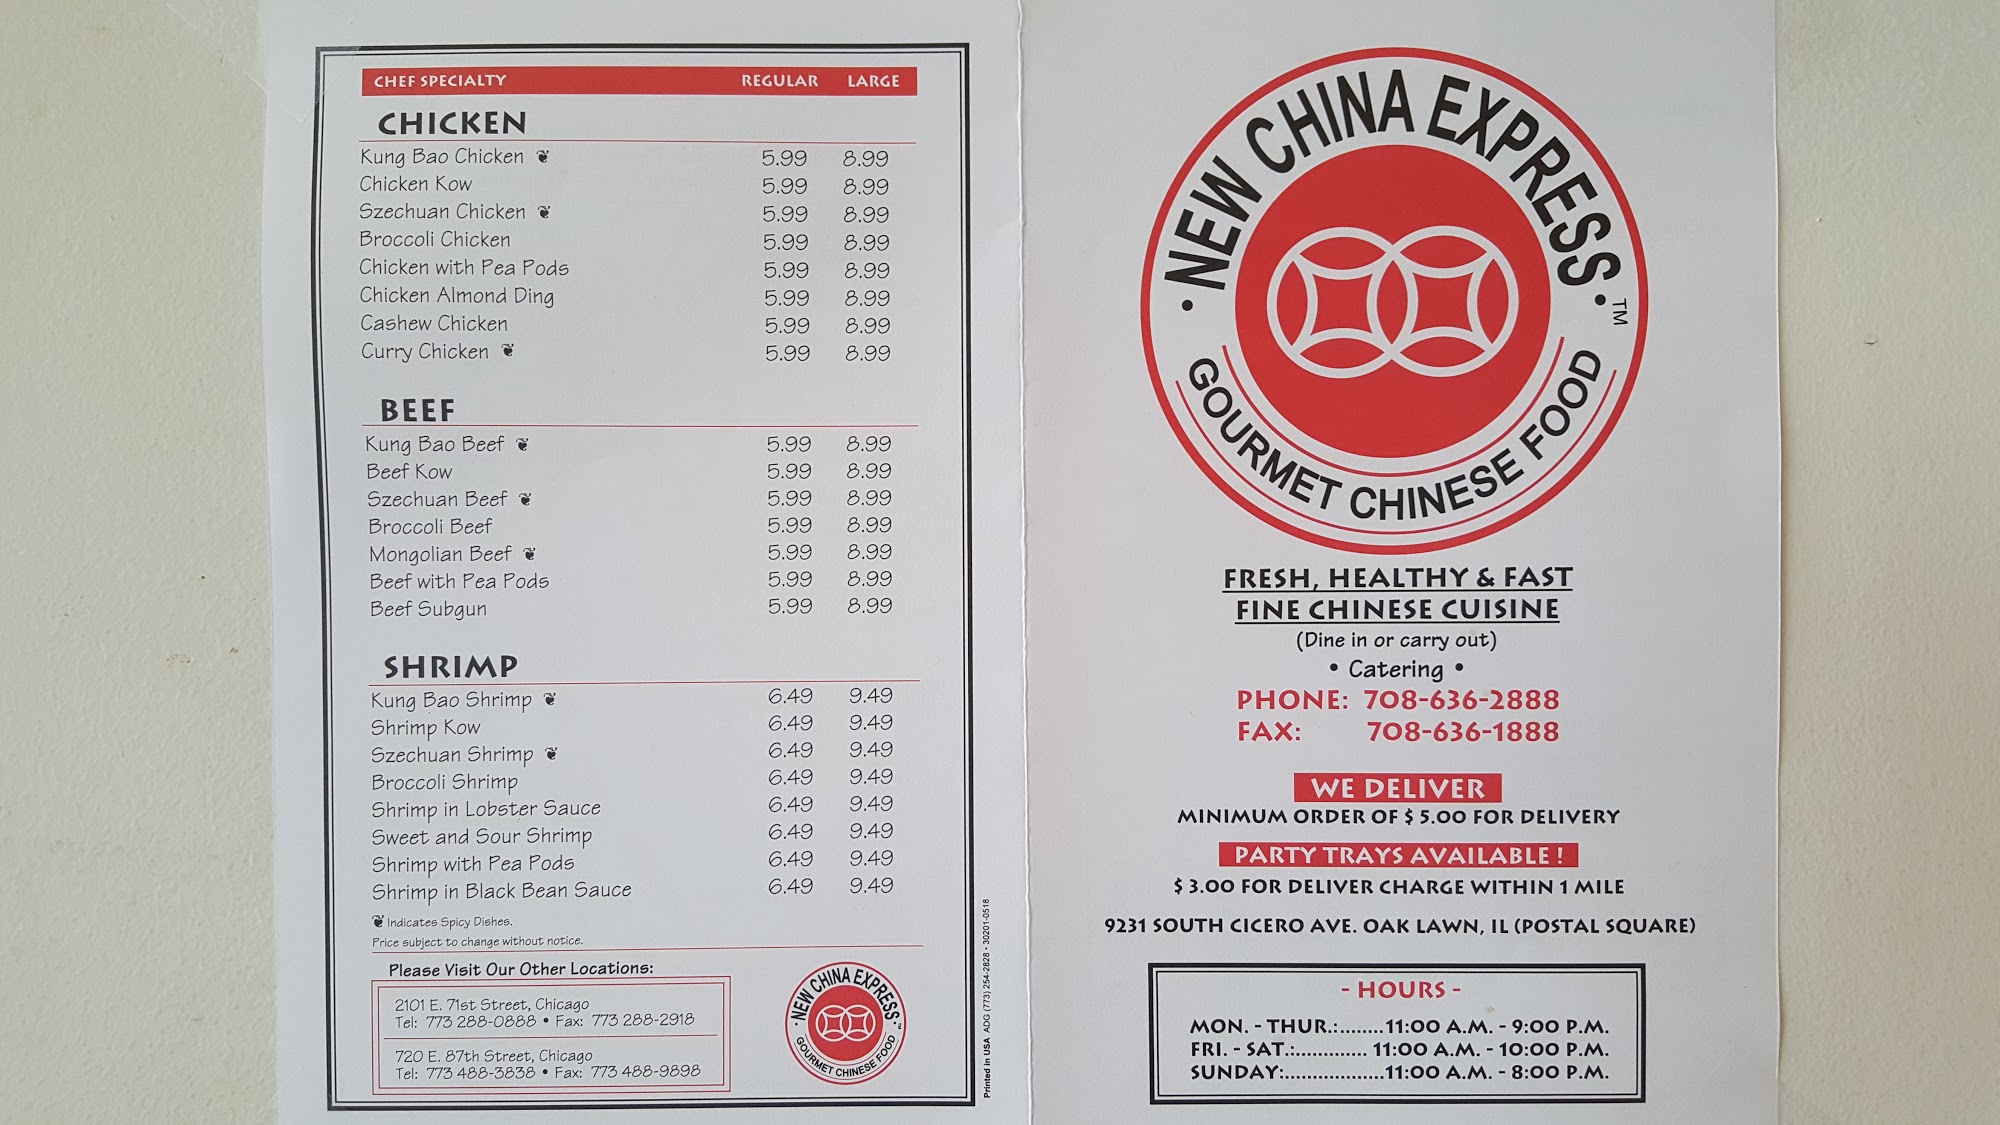 CHEF SPECIALTY REGULAR LARGE
CHICKEN
Kung Bao Chicken 5.99 8.99
Chicken Kow 5.99 8.99
Szechuan Chicken 5.99 8.99
Broccoli Chicken 5.99 8.99
Chicken with Pea Pods 5.99 8.99
Chicken Almond Ding 5.99 8.99
Cashew Chicken 5.99 8.99
Curry Chicken 5.99 8.99
BEEF
Kung Bao Beef 5.99 8.99
Beef Kow 5.99 8.99
Szechuan Beef 5.99 8.99
Broccoli Beef 5.99 8.99
Mongolian Beef 5.99 8.99
Beef with Pea Pods 5.99 8.99
Beef Subgun 5.99 8.99
SHRIMP
Kung Bao Shrimp 6.49 9.49
Shrimp Kow 6.49 9.49
Szechuan Shrimp 6.49 9.49
Broccoli Shrimp 6.49 9.49
Shrimp in Lobster Sauce 6.49 9.49
Sweet and Sour Shrimp 6.49 9.49
Shrimp with Pea Pods 6.49 9.49
Shrimp in Black Bean Sauce 6.49 9.49
Indicates Spicy Dishes.
Price subject to change without notice.
Please Visit Our Other Locations:
2101 E. 71st Street, Chicago
Tel: 773 288-0888 • Fax: 773 288-2918
720 E. 87th Street, Chicago
Tel: 773 488-3838 • Fax: 773 488-9898
• NEW CHINA EXPRESS • TM
GOURMET CHINESE FOOD
Printed in USA ADG (773) 254-2828 • 30201-0518
• NEW CHINA EXPRESS • TM
GOURMET CHINESE FOOD
FRESH, HEALTHY & FAST
FINE CHINESE CUISINE
(Dine in or carry out)
• Catering •
PHONE: 708-636-2888
FAX: 708-636-1888
WE DELIVER
MINIMUM ORDER OF $ 5.00 FOR DELIVERY
PARTY TRAYS AVAILABLE !
$ 3.00 FOR DELIVER CHARGE WITHIN 1 MILE
9231 SOUTH CICERO AVE. OAK LAWN, IL (POSTAL SQUARE)
- HOURS -
MON. - THUR.:........11:00 A.M. - 9:00 P.M.
FRI. - SAT.:............. 11:00 A.M. - 10:00 P.M.
SUNDAY:..................11:00 A.M. - 8:00 P.M.